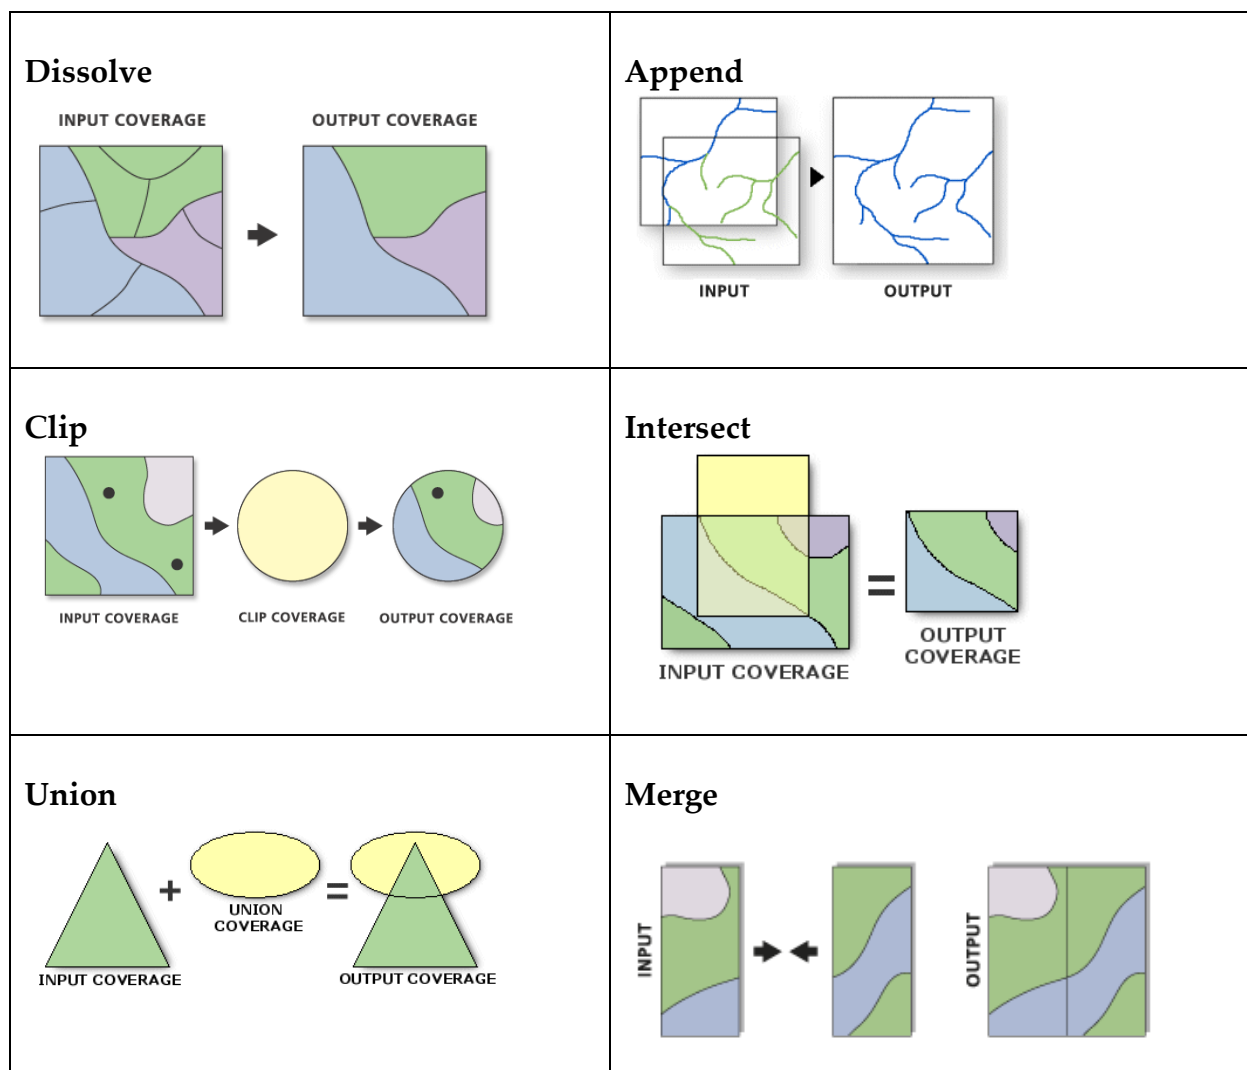 Dissolve
INPUT COVERAGE
OUTPUT COVERAGE
Append
INPUT
OUTPUT
Clip
INPUT COVERAGE
CLIP COVERAGE
OUTPUT COVERAGE
Intersect
INPUT COVERAGE
OUTPUT
COVERAGE
Union
INPUT COVERAGE
+
UNION
COVERAGE
=
OUTPUT COVERAGE
Merge
INPUT
OUTPUT